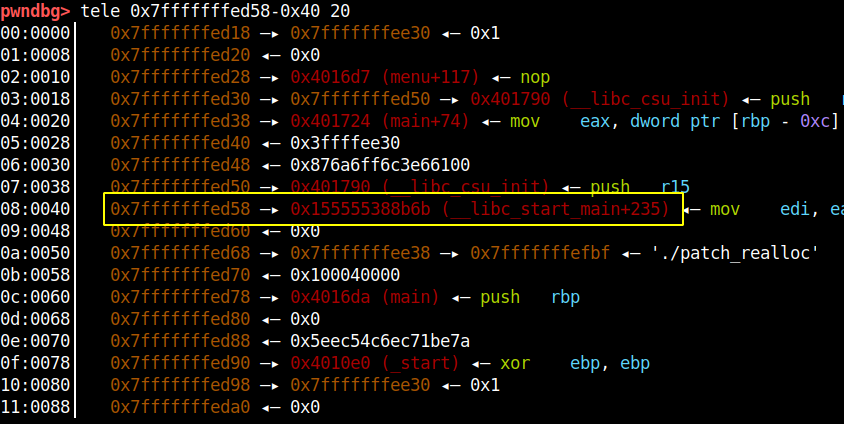 pwndbg> tele 0x7fffffffed58-0x40 20
00:0000│ 0x7fffffffed18 —▸ 0x7fffffffee30 ◂— 0x1
01:0008│ 0x7fffffffed20 ◂— 0x0
02:0010│ 0x7fffffffed28 —▸ 0x4016d7 (menu+117) ◂— nop
03:0018│ 0x7fffffffed30 —▸ 0x7fffffffed50 —▸ 0x401790 (__libc_csu_init) ◂— push
04:0020│ 0x7fffffffed38 —▸ 0x401724 (main+74) ◂— mov eax, dword ptr [rbp - 0xc]
05:0028│ 0x7fffffffed40 ◂— 0x3ffffee30
06:0030│ 0x7fffffffed48 ◂— 0x876a6ff6c3e66100
07:0038│ 0x7fffffffed50 —▸ 0x401790 (__libc_csu_init) ◂— push r15
08:0040│ 0x7fffffffed58 —▸ 0x155555388b6b (__libc_start_main+235) ◂— mov edi, ea
09:0048│ 0x7fffffffed60 ◂— 0x0
0a:0050│ 0x7fffffffed68 —▸ 0x7fffffffee38 —▸ 0x7fffffffefbf ◂— './patch_realloc'
0b:0058│ 0x7fffffffed70 ◂— 0x100040000
0c:0060│ 0x7fffffffed78 —▸ 0x4016da (main) ◂— push rbp
0d:0068│ 0x7fffffffed80 ◂— 0x0
0e:0070│ 0x7fffffffed88 ◂— 0x5eec54c6ec71be7a
0f:0078│ 0x7fffffffed90 —▸ 0x4010e0 (_start) ◂— xor ebp, ebp
10:0080│ 0x7fffffffed98 —▸ 0x7fffffffee30 ◂— 0x1
11:0088│ 0x7fffffffeda0 ◂— 0x0